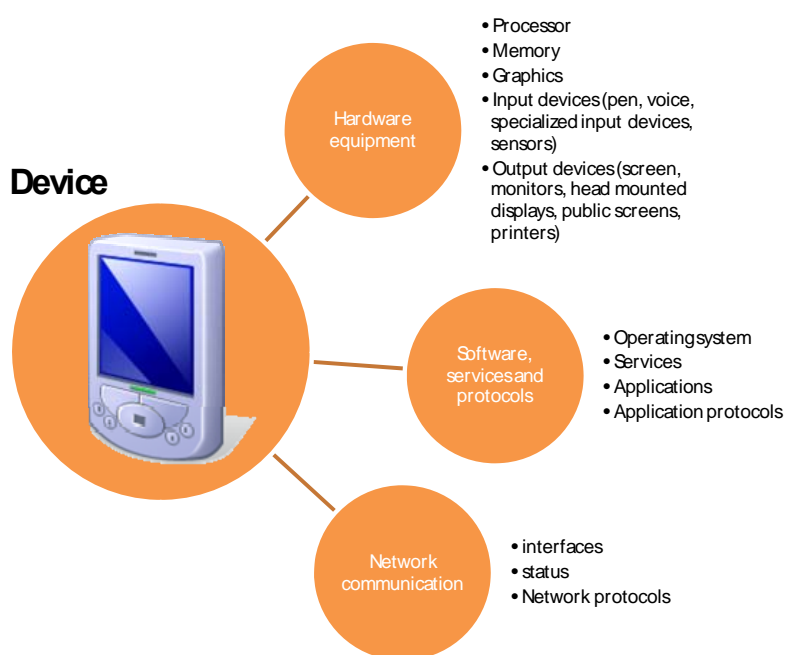 Device
Hardware
equipment
• Processor
• Memory
• Graphics
• Input devices (pen, voice,
specialized input devices,
sensors)
• Output devices (screen,
monitors, head mounted
displays, public screens,
printers)
Software,
services and
protocols
• Operating system
• Services
• Applications
• Application protocols
Network
communication
• interfaces
• status
• Network protocols